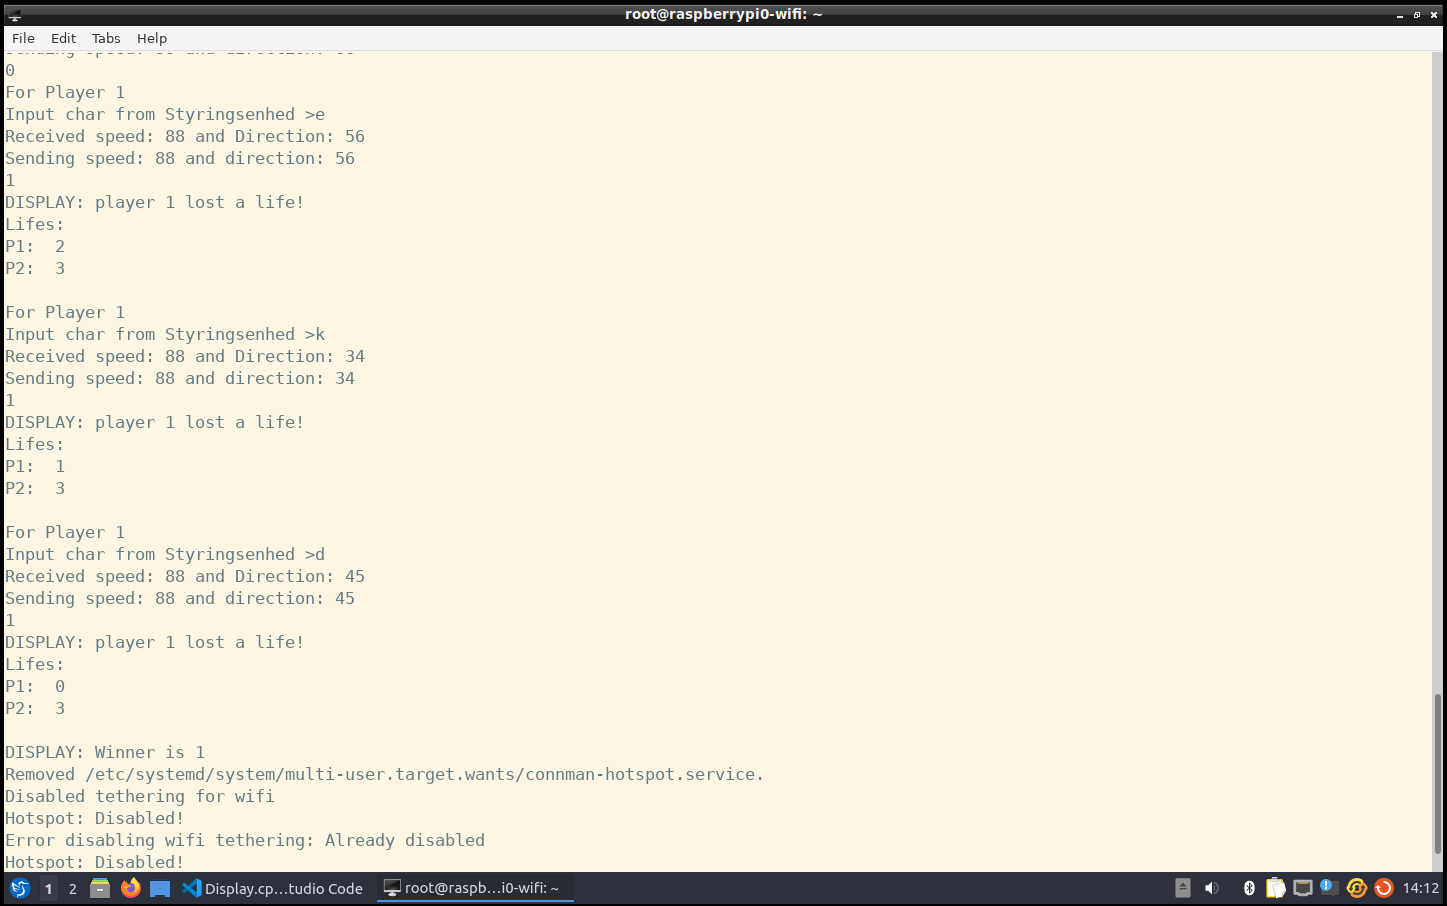 root@raspberrypi0-wifi: ~
File Edit Tabs Help
0
For Player 1
Input char from Styringsenhed >e
Received speed: 88 and Direction: 56
Sending speed: 88 and direction: 56
1
DISPLAY: player 1 lost a life!
Lifes:
P1:  2
P2:  3
For Player 1
Input char from Styringsenhed >k
Received speed: 88 and Direction: 34
Sending speed: 88 and direction: 34
1
DISPLAY: player 1 lost a life!
Lifes:
P1:  1
P2:  3
For Player 1
Input char from Styringsenhed >d
Received speed: 88 and Direction: 45
Sending speed: 88 and direction: 45
1
DISPLAY: player 1 lost a life!
Lifes:
P1:  0
P2:  3
DISPLAY: Winner is 1
Removed /etc/systemd/system/multi-user.target.wants/connman-hotspot.service.
Disabled tethering for wifi
Hotspot: Disabled!
Error disabling wifi tethering: Already disabled
Hotspot: Disabled!
1 2 Display.cp...tudio Code root@raspb...i0-wifi: ~ 14:12